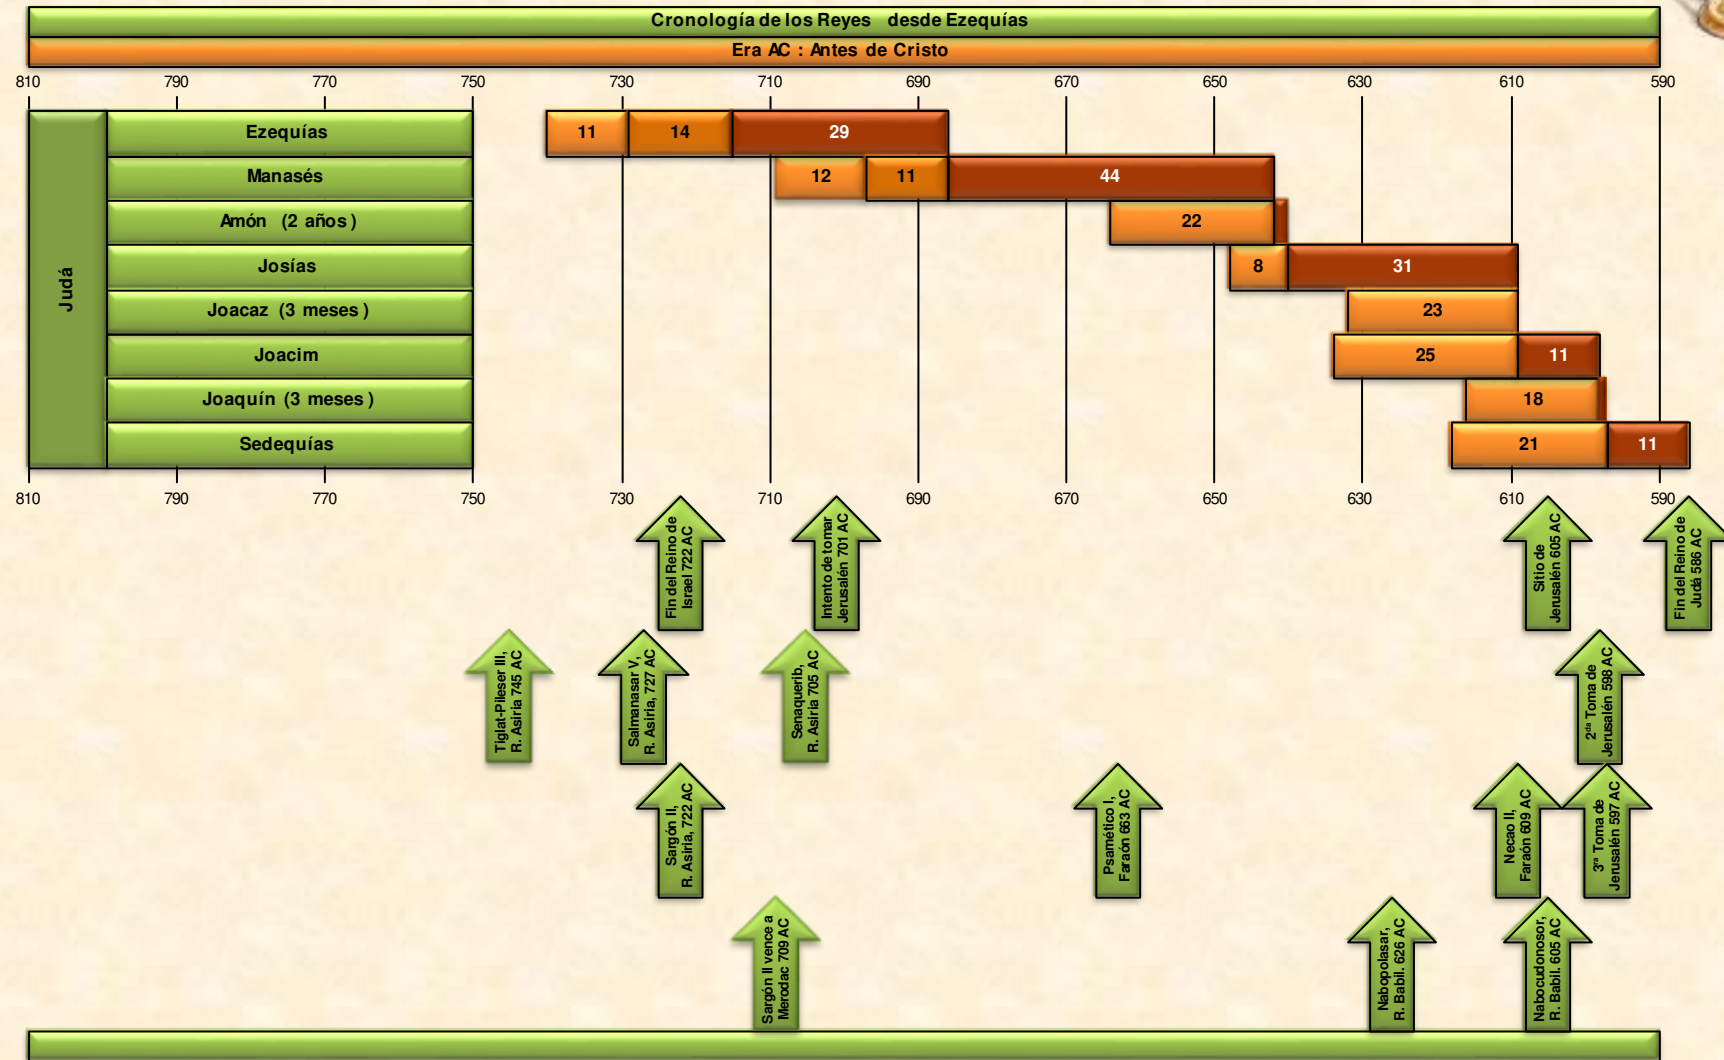 Cronología de los Reyes desde Ezequías
Era AC : Antes de Cristo
810 790 770 750 730 710 690 670 650 630 610 590
Judá
Ezequías 11 14 29
Manasés 12 11 44
Amón (2 años) 22
Josías 8 31
Joacaz (3 meses) 23
Joacim 25 11
Joaquín (3 meses) 18
Sedequías 21 11
810 790 770 750 730 710 690 670 650 630 610 590
Fin del Reino de
Israel 722 AC
Intento de tomar
Jerusalén 701 AC
Sitio de
Jerusalén 605 AC
Fin del Reino de
Judá 586 AC
Tiglat-Pileser III,
R. Asiria 745 AC
Salmanasar V,
R. Asiria, 727 AC
Senaquerib,
R. Asiria 705 AC
2da Toma de
Jerusalén 598 AC
Sargón II,
R. Asiria, 722 AC
Psamético I,
Faraón 663 AC
Necao II,
Faraón 609 AC
3ra Toma de
Jerusalén 597 AC
Sargón II vence a
Merodac 709 AC
Nabopolasar,
R. Babil. 626 AC
Nabocudonosor,
R. Babil. 605 AC